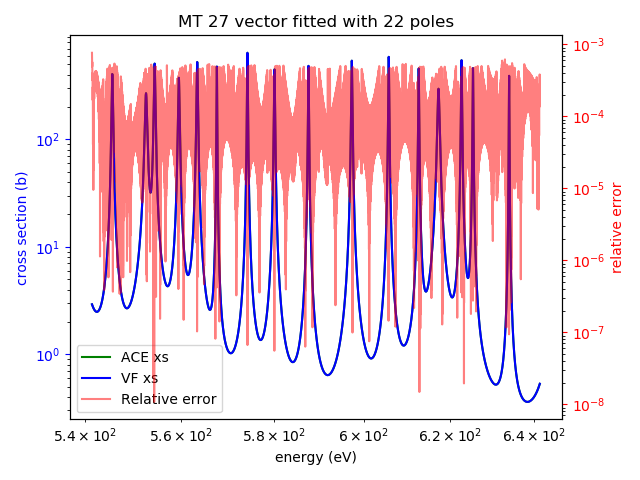 MT 27 vector fitted with 22 poles
cross section (b)
10²
10¹
10⁰
10⁻³
10⁻⁴
10⁻⁵
10⁻⁶
10⁻⁷
10⁻⁸
relative error
ACE xs
VF xs
Relative error
5.4 × 10² 5.6 × 10² 5.8 × 10² 6 × 10² 6.2 × 10² 6.4 × 10²
energy (eV)